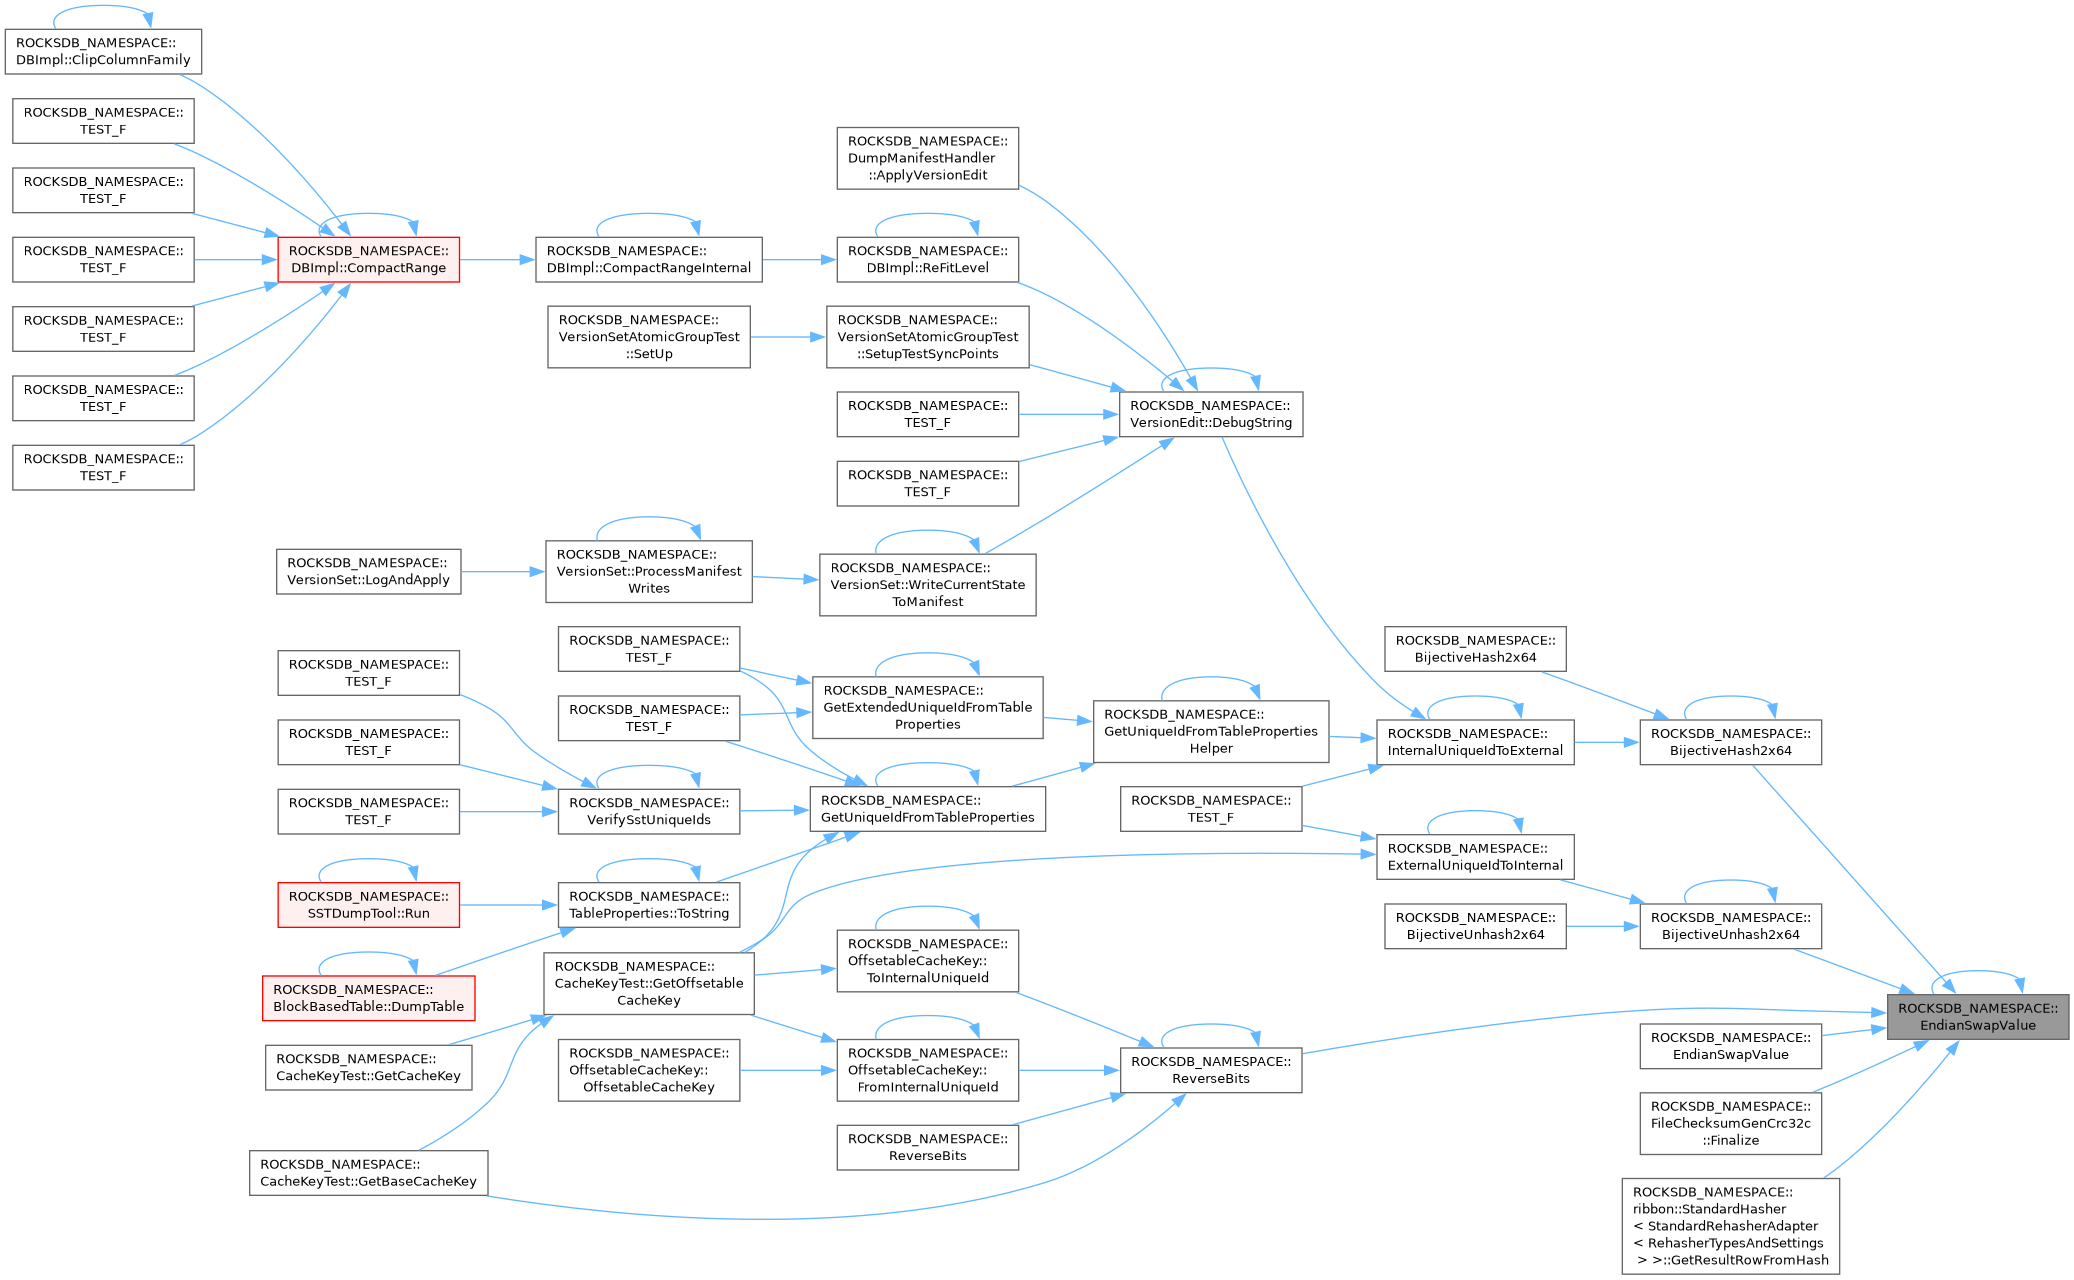 ROCKSDB_NAMESPACE::
DBImpl::ClipColumnFamily
ROCKSDB_NAMESPACE::
TEST_F
ROCKSDB_NAMESPACE::
TEST_F
ROCKSDB_NAMESPACE::
TEST_F
ROCKSDB_NAMESPACE::
TEST_F
ROCKSDB_NAMESPACE::
TEST_F
ROCKSDB_NAMESPACE::
TEST_F
ROCKSDB_NAMESPACE::
DBImpl::CompactRange
ROCKSDB_NAMESPACE::
DBImpl::CompactRangeInternal
ROCKSDB_NAMESPACE::
VersionSetAtomicGroupTest
::SetUp
ROCKSDB_NAMESPACE::
DumpManifestHandler
::ApplyVersionEdit
ROCKSDB_NAMESPACE::
DBImpl::ReFitLevel
ROCKSDB_NAMESPACE::
VersionSetAtomicGroupTest
::SetupTestSyncPoints
ROCKSDB_NAMESPACE::
TEST_F
ROCKSDB_NAMESPACE::
TEST_F
ROCKSDB_NAMESPACE::
VersionEdit::DebugString
ROCKSDB_NAMESPACE::
VersionSet::LogAndApply
ROCKSDB_NAMESPACE::
VersionSet::ProcessManifest
Writes
ROCKSDB_NAMESPACE::
VersionSet::WriteCurrentState
ToManifest
ROCKSDB_NAMESPACE::
TEST_F
ROCKSDB_NAMESPACE::
TEST_F
ROCKSDB_NAMESPACE::
TEST_F
ROCKSDB_NAMESPACE::
TEST_F
ROCKSDB_NAMESPACE::
TEST_F
ROCKSDB_NAMESPACE::
VerifySstUniqueIds
ROCKSDB_NAMESPACE::
GetExtendedUniqueIdFromTable
Properties
ROCKSDB_NAMESPACE::
GetUniqueIdFromTableProperties
ROCKSDB_NAMESPACE::
GetUniqueIdFromTableProperties
Helper
ROCKSDB_NAMESPACE::
TEST_F
ROCKSDB_NAMESPACE::
BijectiveHash2x64
ROCKSDB_NAMESPACE::
InternalUniqueIdToExternal
ROCKSDB_NAMESPACE::
BijectiveHash2x64
ROCKSDB_NAMESPACE::
ExternalUniqueIdToInternal
ROCKSDB_NAMESPACE::
BijectiveUnhash2x64
ROCKSDB_NAMESPACE::
BijectiveUnhash2x64
ROCKSDB_NAMESPACE::
SSTDumpTool::Run
ROCKSDB_NAMESPACE::
TableProperties::ToString
ROCKSDB_NAMESPACE::
BlockBasedTable::DumpTable
ROCKSDB_NAMESPACE::
CacheKeyTest::GetOffsetable
CacheKey
ROCKSDB_NAMESPACE::
OffsetableCacheKey::
ToInternalUniqueId
ROCKSDB_NAMESPACE::
CacheKeyTest::GetCacheKey
ROCKSDB_NAMESPACE::
OffsetableCacheKey::
OffsetableCacheKey
ROCKSDB_NAMESPACE::
OffsetableCacheKey::
FromInternalUniqueId
ROCKSDB_NAMESPACE::
ReverseBits
ROCKSDB_NAMESPACE::
ReverseBits
ROCKSDB_NAMESPACE::
CacheKeyTest::GetBaseCacheKey
ROCKSDB_NAMESPACE::
EndianSwapValue
ROCKSDB_NAMESPACE::
EndianSwapValue
ROCKSDB_NAMESPACE::
FileChecksumGenCrc32c
::Finalize
ROCKSDB_NAMESPACE::
ribbon::StandardHasher
< StandardRehasherAdapter
< RehasherTypesAndSettings
> >::GetResultRowFromHash